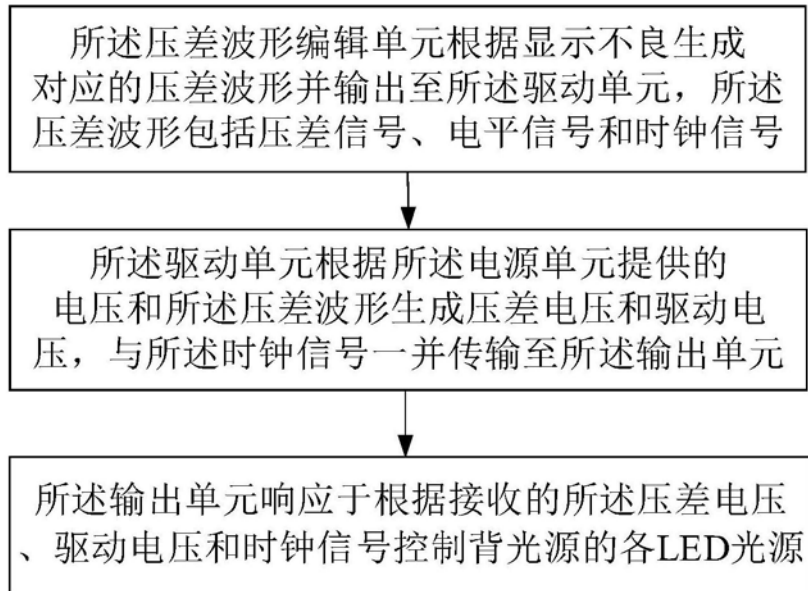 所述压差波形编辑单元根据显示不良生成
对应的压差波形并输出至所述驱动单元，所述
压差波形包括压差信号、电平信号和时钟信号
所述驱动单元根据所述电源单元提供的
电压和所述压差波形生成压差电压和驱动电
压，与所述时钟信号一并传输至所述输出单元
所述输出单元响应于根据接收的所述压差电压
、驱动电压和时钟信号控制背光源的各LED光源